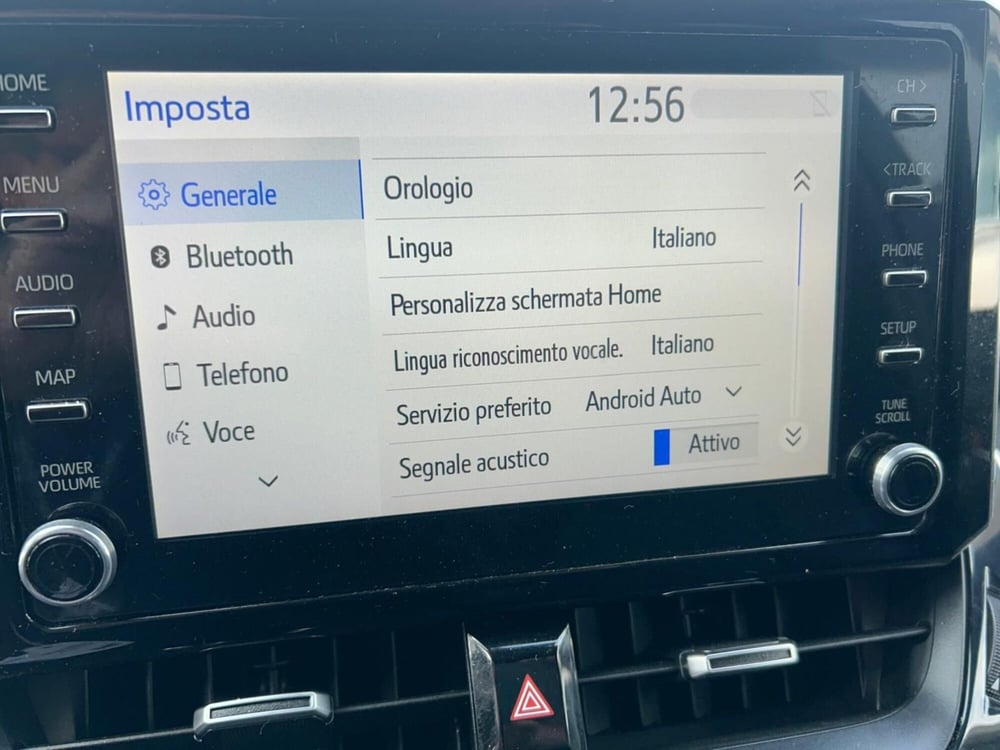 HOME
MENU
AUDIO
MAP
POWER
VOLUME
Imposta
12:56
Generale
Bluetooth
Audio
Telefono
Voce
Orologio
Lingua Italiano
Personalizza schermata Home
Lingua riconoscimento vocale. Italiano
Servizio preferito Android Auto
Segnale acustico Attivo
CH >
< TRACK
PHONE
SETUP
TUNE
SCROLL